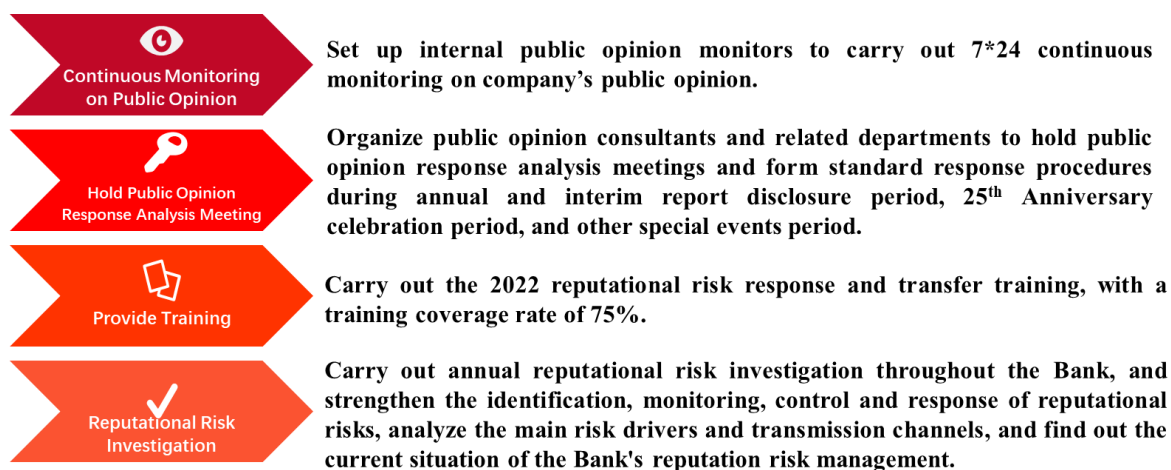 Continuous Monitoring
on Public Opinion
Set up internal public opinion monitors to carry out 7*24 continuous
monitoring on company’s public opinion.
Hold Public Opinion
Response Analysis Meeting
Organize public opinion consultants and related departments to hold public
opinion response analysis meetings and form standard response procedures
during annual and interim report disclosure period, 25th Anniversary
celebration period, and other special events period.
Provide Training
Carry out the 2022 reputational risk response and transfer training, with a
training coverage rate of 75%.
Reputational Risk
Investigation
Carry out annual reputational risk investigation throughout the Bank, and
strengthen the identification, monitoring, control and response of reputational
risks, analyze the main risk drivers and transmission channels, and find out the
current situation of the Bank's reputation risk management.